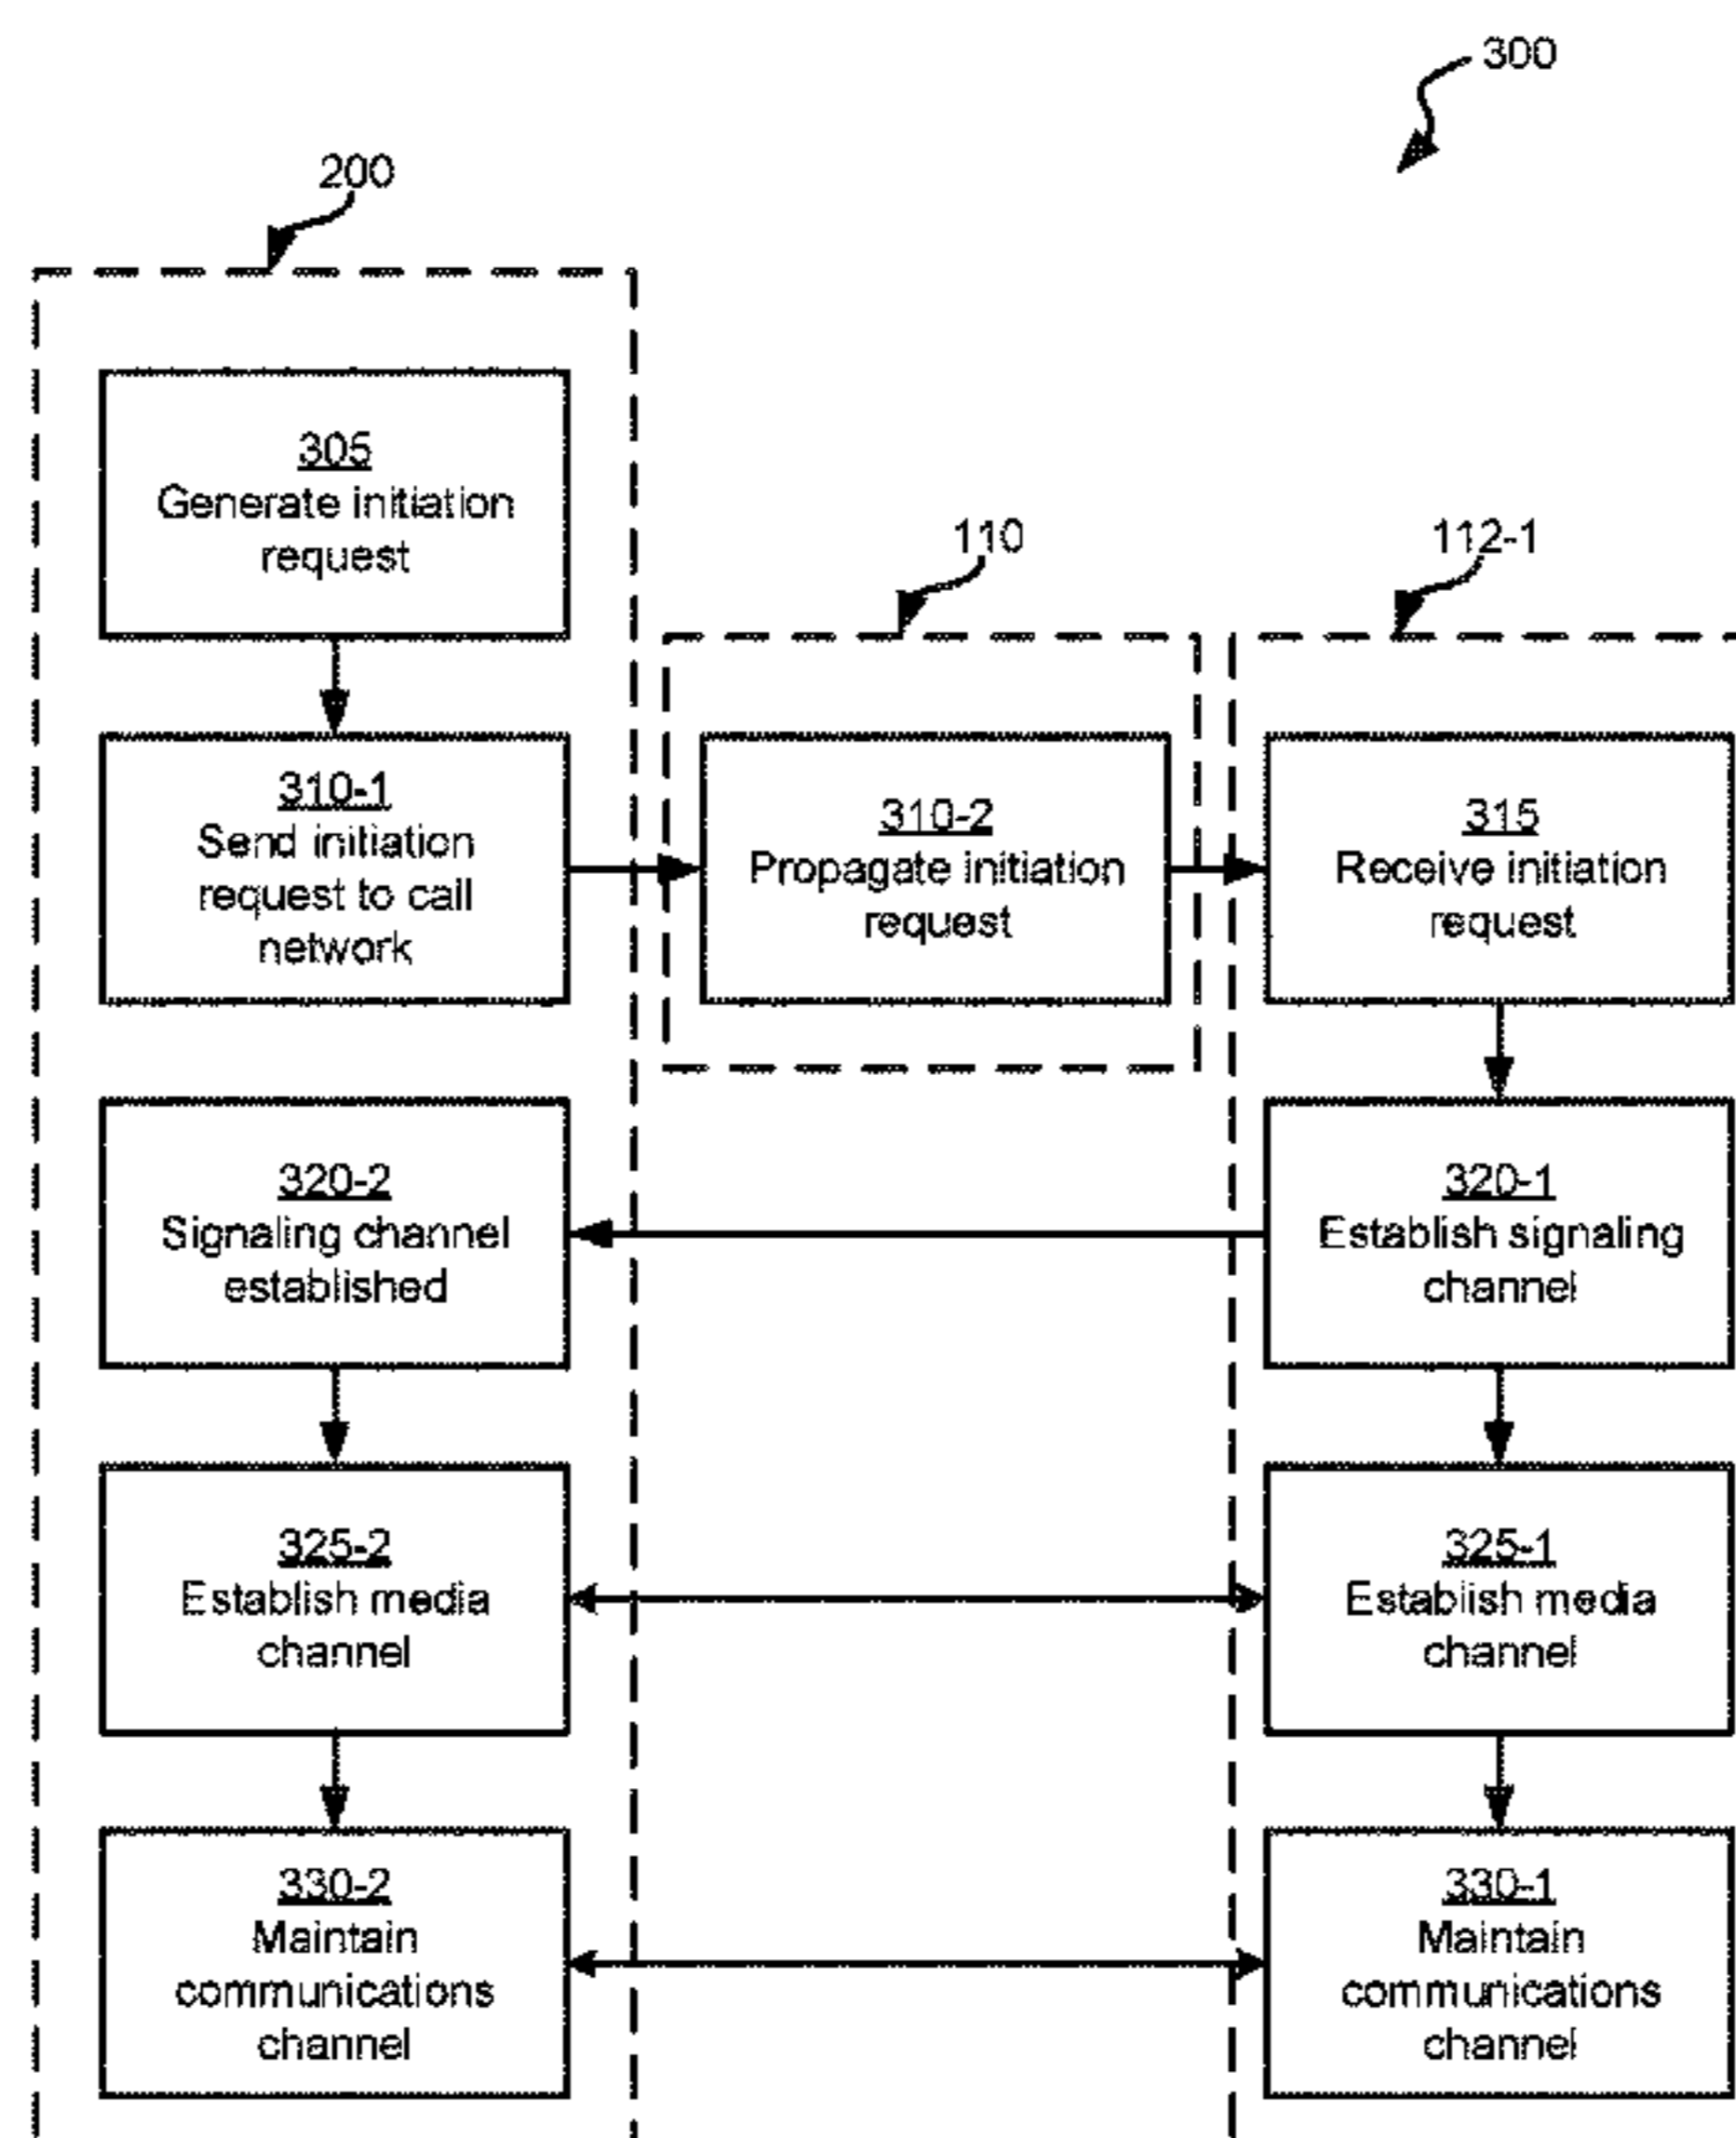 300
200
305
Generate initiation
request
110
112-1
310-1
Send initiation
request to call
network
310-2
Propagate initiation
request
315
Receive initiation
request
320-2
Signaling channel
established
320-1
Establish signaling
channel
325-2
Establish media
channel
325-1
Establish media
channel
330-2
Maintain
communications
channel
330-1
Maintain
communications
channel